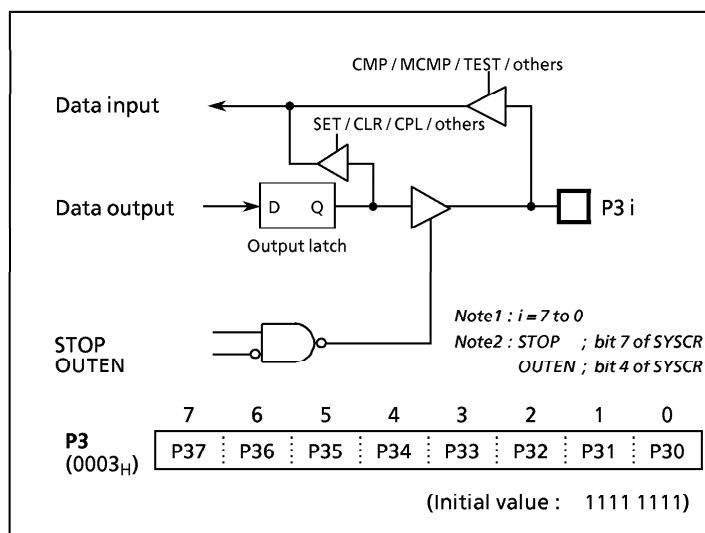 CMP / MCMP / TEST / others
Data input
SET / CLR / CPL / others
Data output
D Q
P3 i
Output latch
Note1 : i = 7 to 0
STOP
Note2 : STOP ; bit 7 of SYSCR
OUTEN
OUTEN ; bit 4 of SYSCR
7 6 5 4 3 2 1 0
P3
(0003H)
P37 P36 P35 P34 P33 P32 P31 P30
(Initial value : 1111 1111)